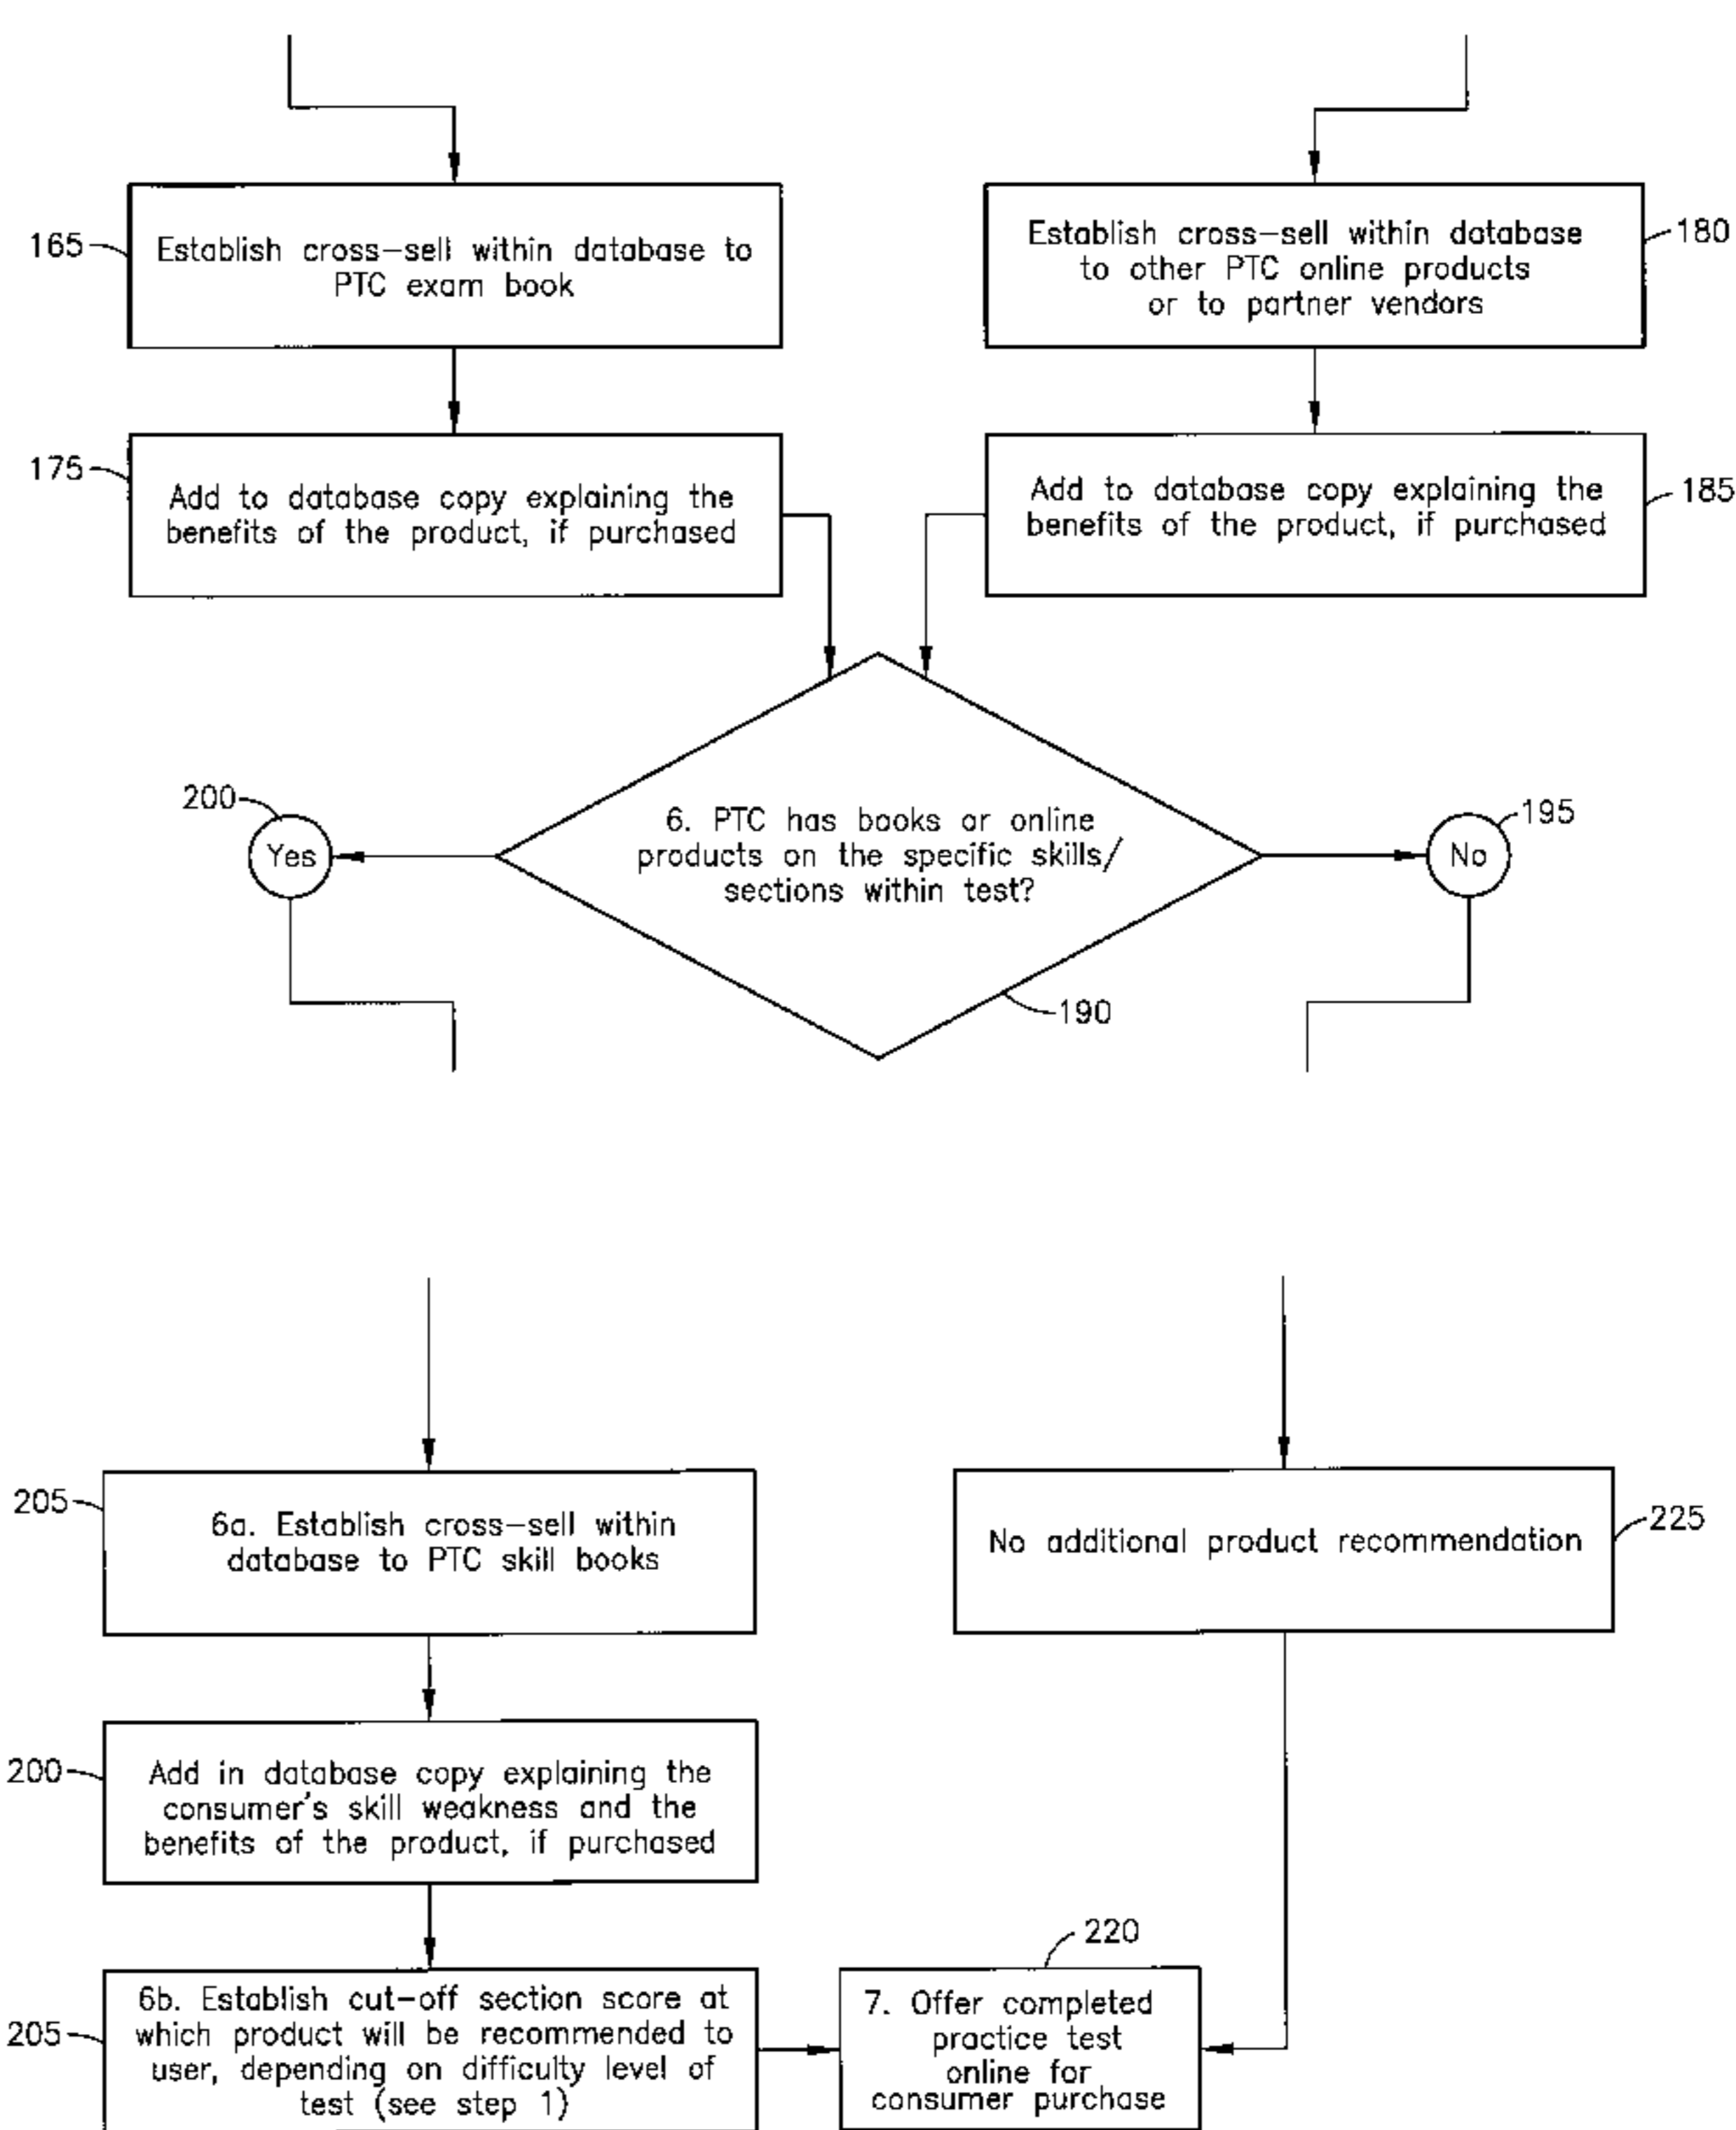 165
Establish cross-sell within database to
PTC exam book
Establish cross-sell within database
to other PTC online products
or to partner vendors
180
175
Add to database copy explaining the
benefits of the product, if purchased
Add to database copy explaining the
benefits of the product, if purchased
185
200
Yes
6. PTC has books or online
products on the specific skills/
sections within test?
195
No
190
205
6a. Establish cross-sell within
database to PTC skill books
No additional product recommendation
225
200
Add in database copy explaining the
consumer's skill weakness and the
benefits of the product, if purchased
205
6b. Establish cut-off section score at
which product will be recommended to
user, depending on difficulty level of
test (see step 1)
220
7. Offer completed
practice test
online for
consumer purchase